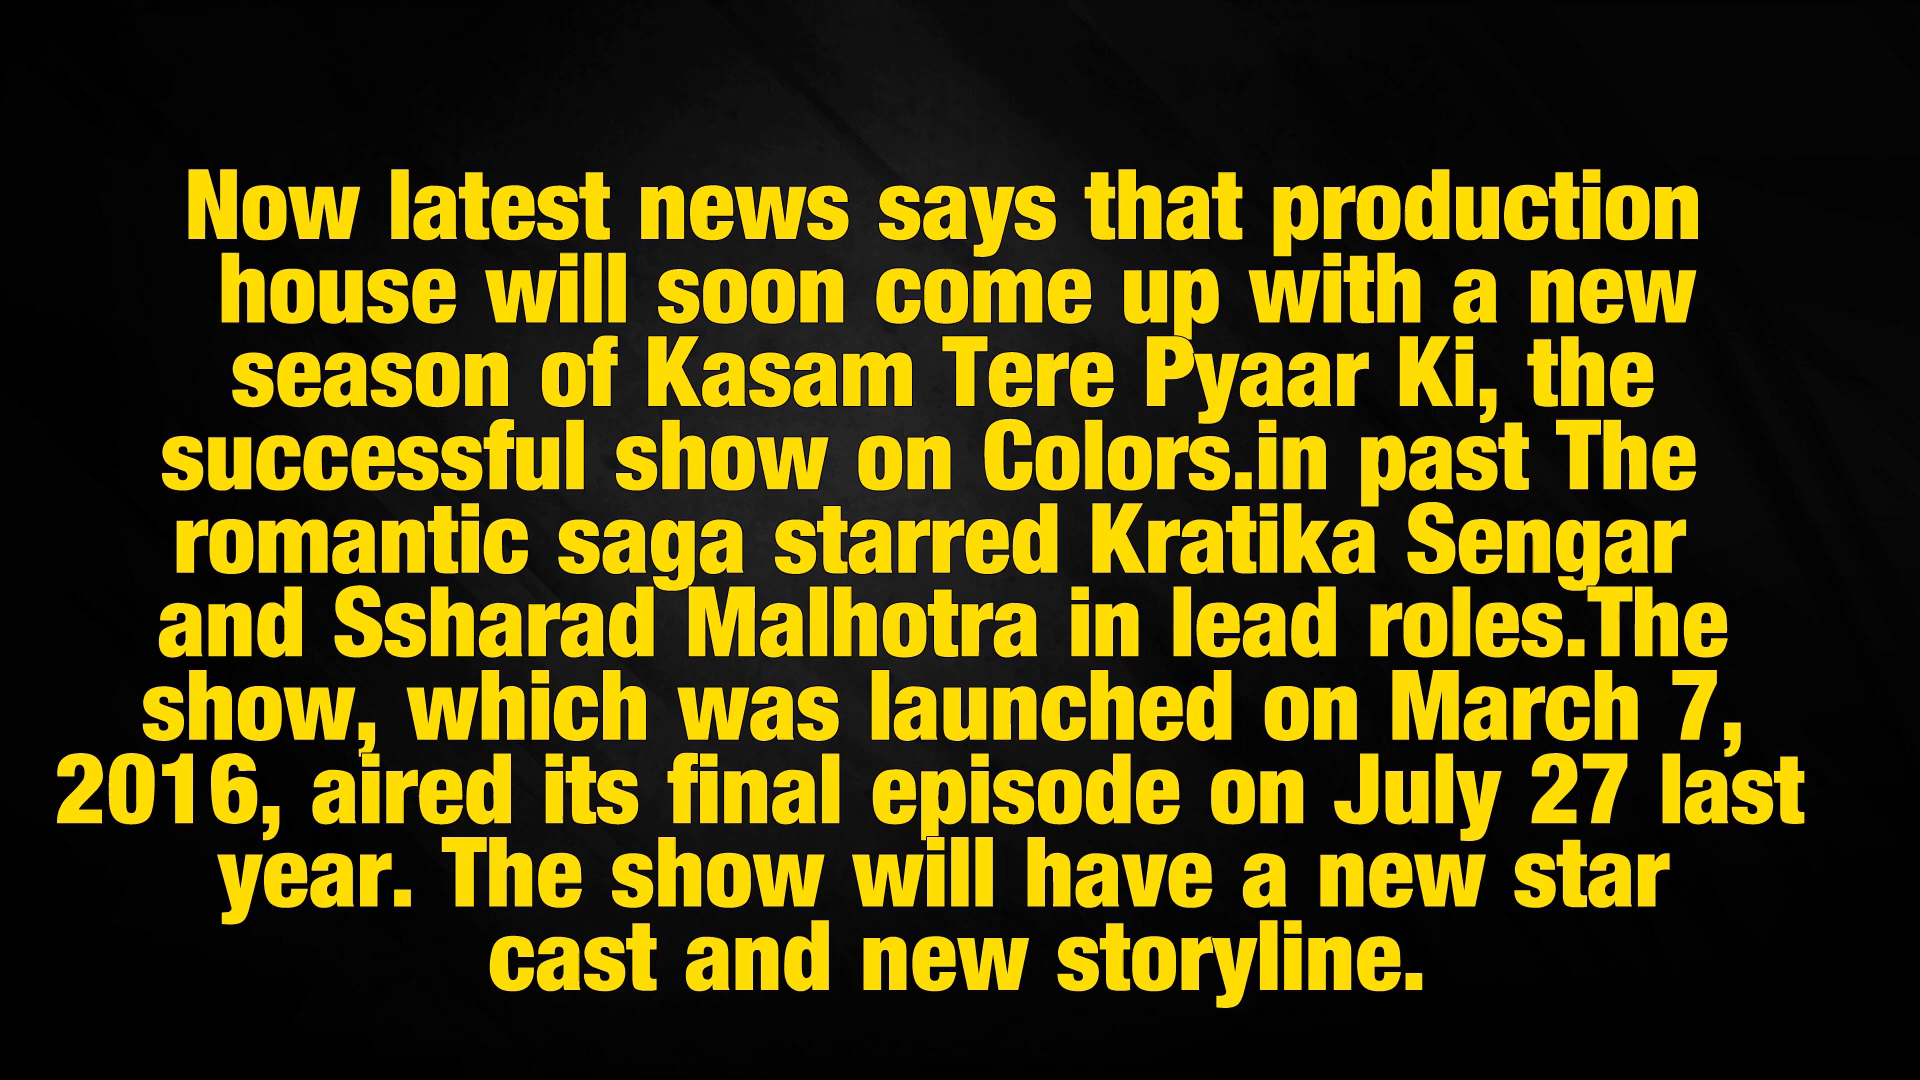 Now latest news says that production
house will soon come up with a new
season of Kasam Tere Pyaar Ki, the
successful show on Colors.in past The
romantic saga starred Kratika Sengar
and Ssharad Malhotra in lead roles.The
show, which was launched on March 7,
2016, aired its final episode on July 27 last
year. The show will have a new star
cast and new storyline.